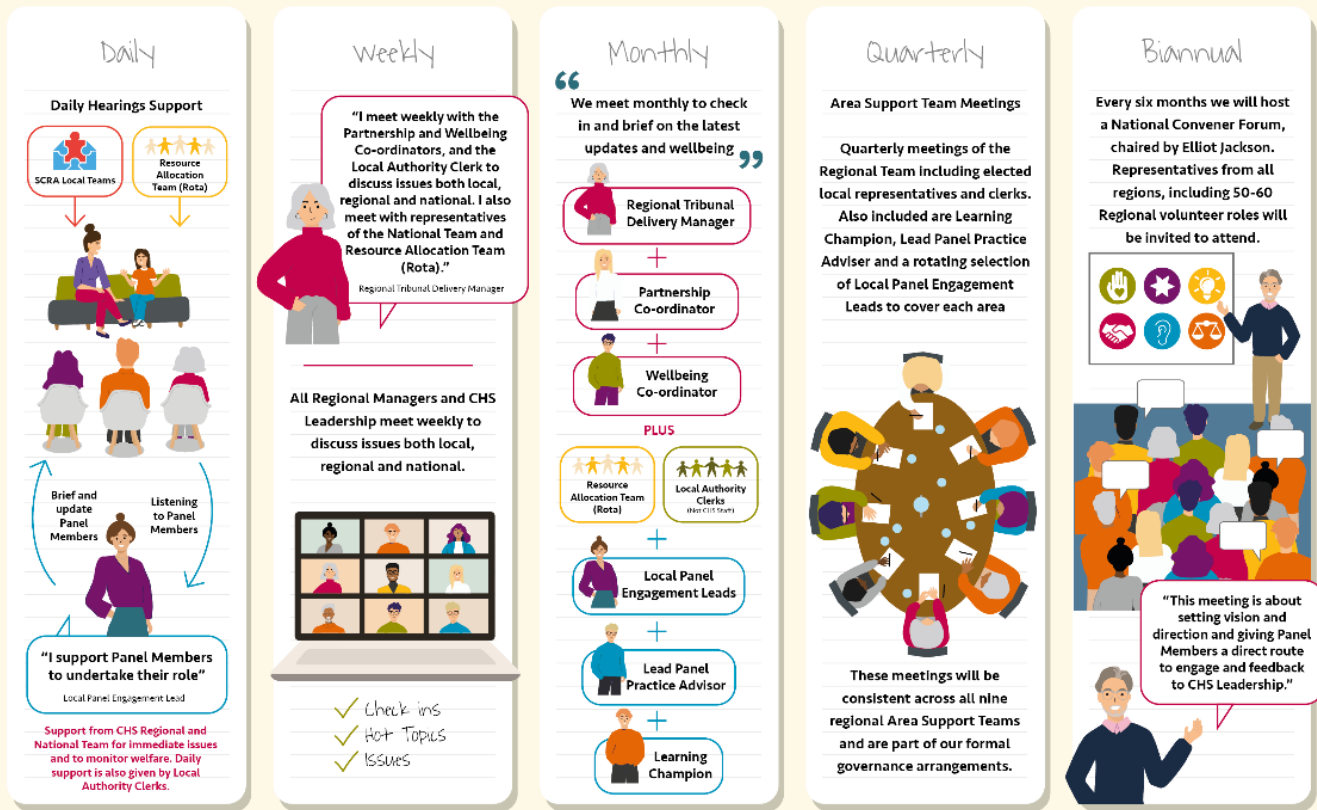 Daily
Daily Hearings Support
SCRA Local Teams
Resource
Allocation
Team (Rota)
Brief and
update
Panel
Members
Listening
to Panel
Members
“I support Panel Members
to undertake their role”
Local Panel Engagement Lead
Support from CHS Regional and
National Team for immediate issues
and to monitor welfare. Daily
support is also given by Local
Authority Clerks.
Weekly
“I meet weekly with the
Partnership and Wellbeing
Co-ordinators, and the
Local Authority Clerk to
discuss issues both local,
regional and national. I also
meet with representatives
of the National Team and
Resource Allocation Team
(Rota).”
Regional Tribunal Delivery Manager
All Regional Managers and CHS
Leadership meet weekly to
discuss issues both local,
regional and national.
Check ins
Hot Topics
Issues
Monthly
“
We meet monthly to check
in and brief on the latest
updates and wellbeing
”
Regional Tribunal
Delivery Manager
+
Partnership
Co-ordinator
+
Wellbeing
Co-ordinator
PLUS
Resource
Allocation Team
(Rota)
Local Authority
Clerks
(Not CHS Staff)
+
Local Panel
Engagement Leads
+
Lead Panel
Practice Advisor
+
Learning
Champion
Quarterly
Area Support Team Meetings
Quarterly meetings of the
Regional Team including elected
local representatives and clerks.
Also included are Learning
Champion, Lead Panel Practice
Adviser and a rotating selection
of Local Panel Engagement
Leads to cover each area
These meetings will be
consistent across all nine
regional Area Support Teams
and are part of our formal
governance arrangements.
Biannual
Every six months we will host
a National Convener Forum,
chaired by Elliot Jackson.
Representatives from all
regions, including 50-60
Regional volunteer roles will
be invited to attend.
“This meeting is about
setting vision and
direction and giving Panel
Members a direct route
to engage and feedback
to CHS Leadership.”